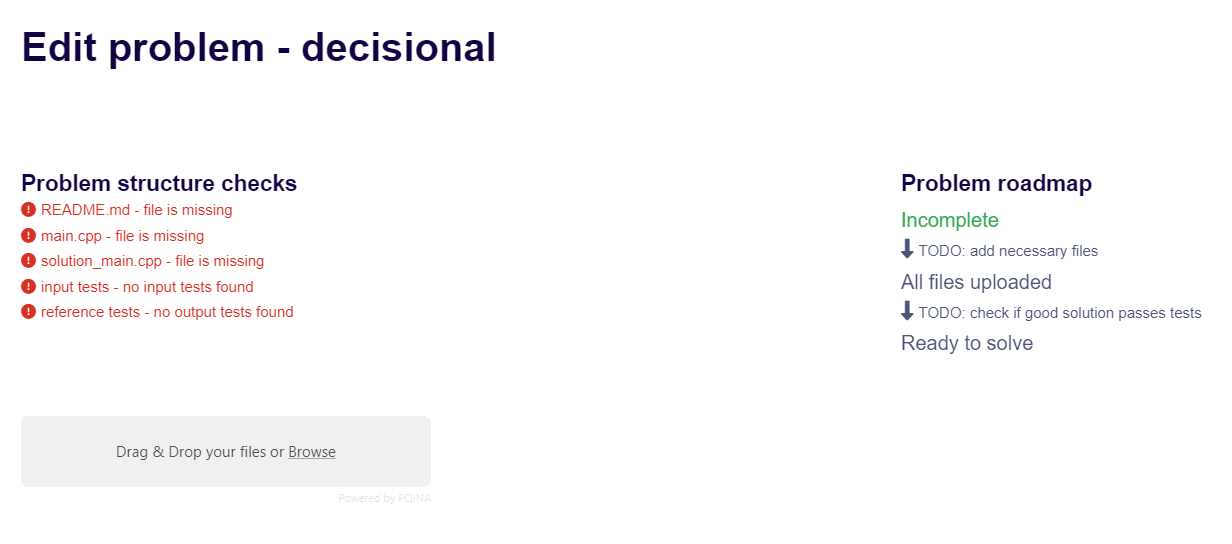 Edit problem - decisional
Problem structure checks
README.md - file is missing
main.cpp - file is missing
solution_main.cpp - file is missing
input tests - no input tests found
reference tests - no output tests found
Problem roadmap
Incomplete
TODO: add necessary files
All files uploaded
TODO: check if good solution passes tests
Ready to solve
Drag & Drop your files or Browse
Powered by PQINA